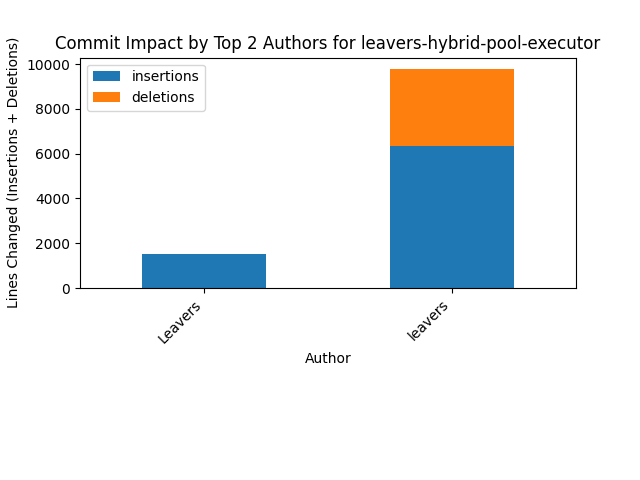 Commit Impact by Top 2 Authors for leavers-hybrid-pool-executor
Lines Changed (Insertions + Deletions)
10000
8000
6000
4000
2000
0
insertions
deletions
Leavers
leavers
Author